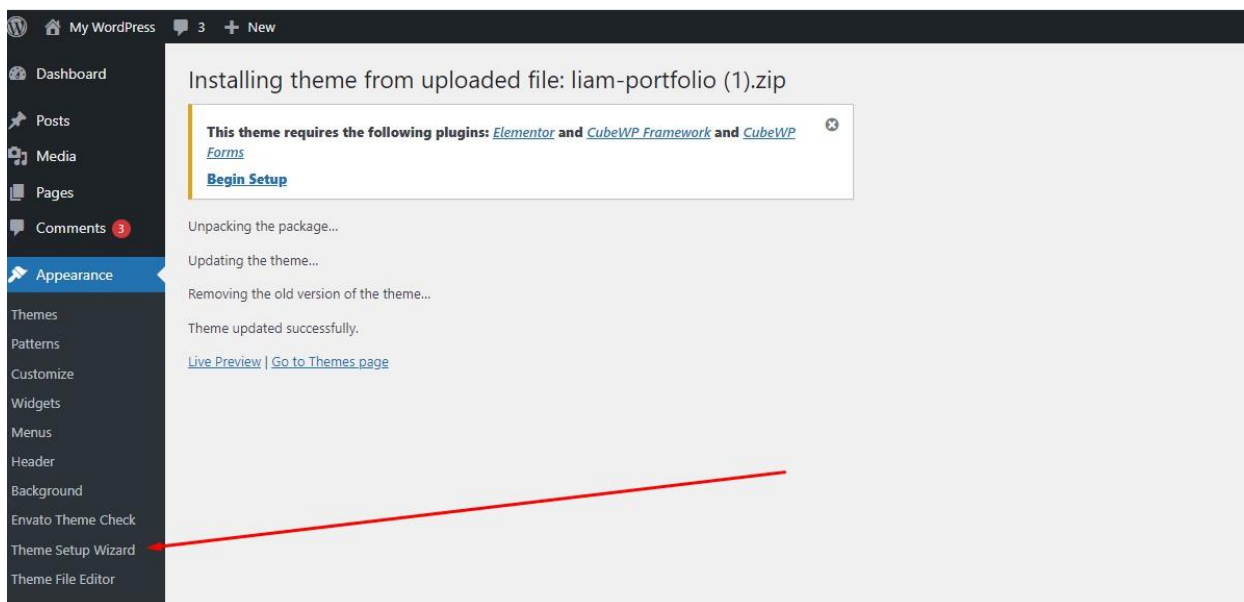 My WordPress 3 + New
Dashboard
Posts
Media
Pages
Comments 3
Appearance
Themes
Patterns
Customize
Widgets
Menus
Header
Background
Envato Theme Check
Theme Setup Wizard
Theme File Editor
Installing theme from uploaded file: liam-portfolio (1).zip
This theme requires the following plugins: Elementor and CubeWP Framework and CubeWP
Forms
Begin Setup
Unpacking the package...
Updating the theme...
Removing the old version of the theme...
Theme updated successfully.
Live Preview | Go to Themes page